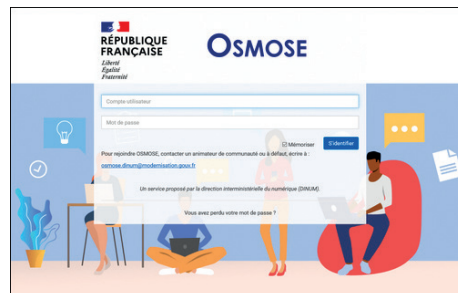 RÉPUBLIQUE
FRANÇAISE
Liberté
Égalité
Fraternité
OSMOSE
Compte utilisateur
Mot de passe
Mémoriser
S'identifier
Pour rejoindre OSMOSE, contacter un animateur de communauté ou à défaut, écrire à :
osmose.dinum@modernisation.gouv.fr
Un service proposé par la direction interministérielle du numérique (DINUM).
Vous avez perdu votre mot de passe ?